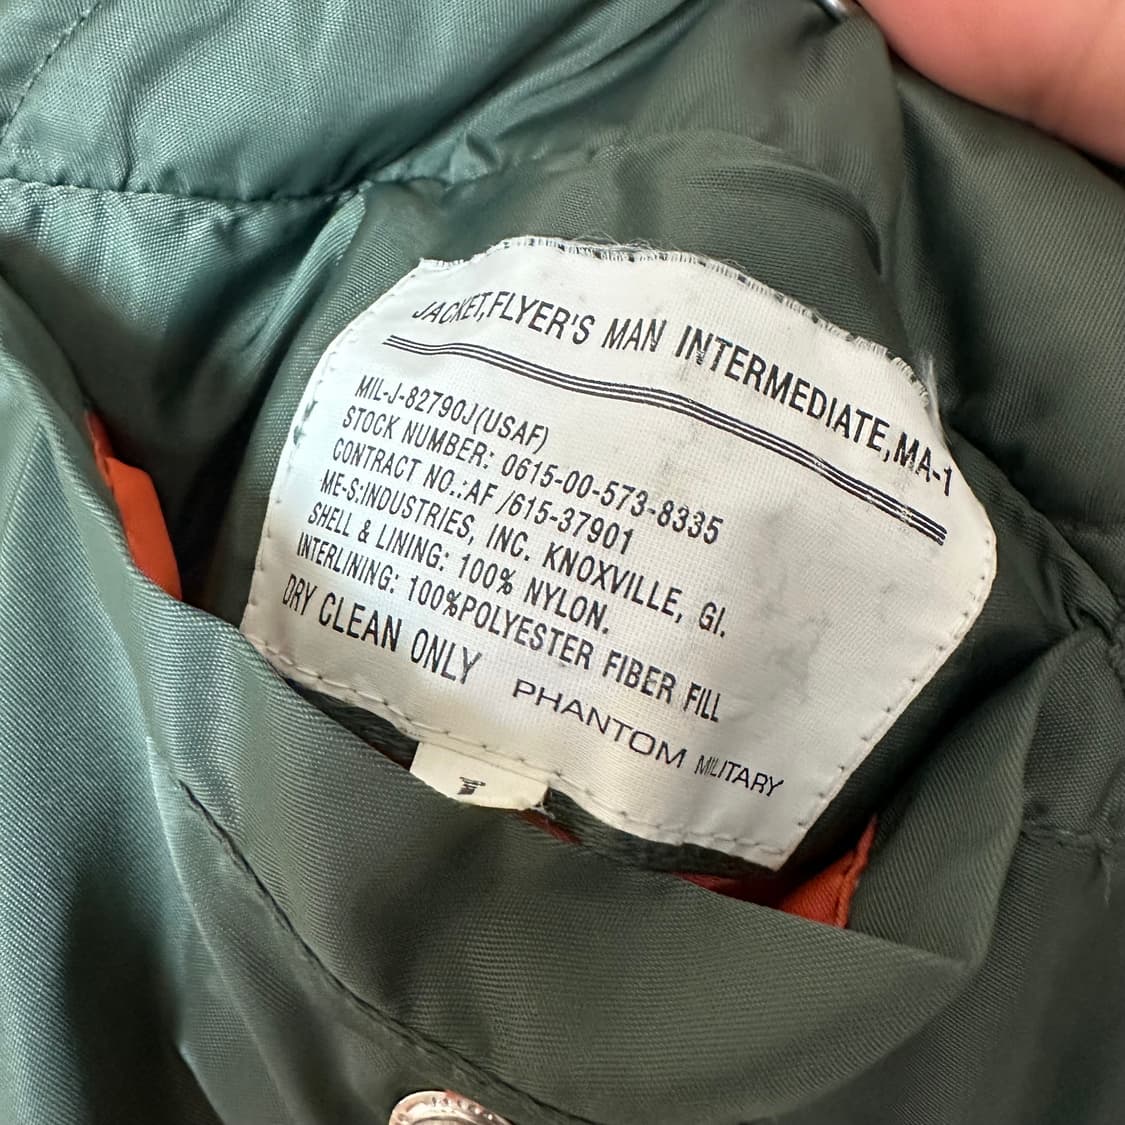 JACKET,FLYER'S MAN INTERMEDIATE,MA-1
MIL-J-82790J(USAF)
STOCK NUMBER: 0615-00-573-8335
CONTRACT NO.:AF /615-37901
ME-S:INDUSTRIES, INC. KNOXVILLE, GI.
SHELL & LINING: 100% NYLON.
INTERLINING: 100%POLYESTER FIBER FILL
DRY CLEAN ONLY
PHANTOM MILITARY